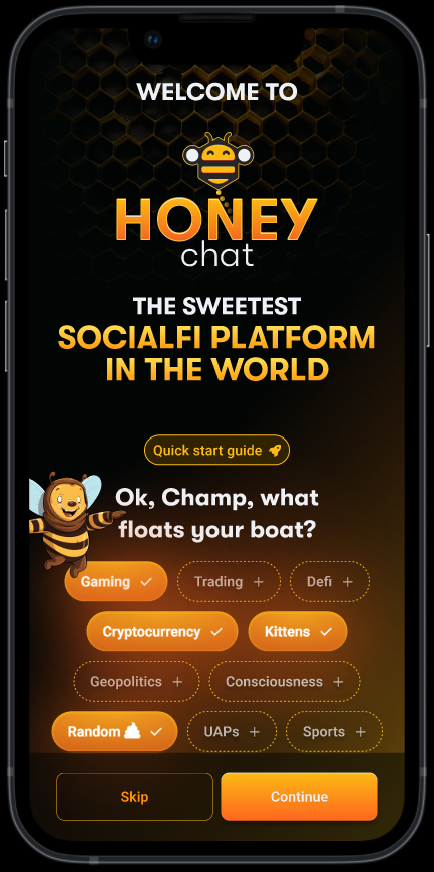 WELCOME TO
HONEY
chat
THE SWEETEST
SOCIALFI PLATFORM
IN THE WORLD
Quick start guide
Ok, Champ, what
floats your boat?
Gaming Trading Defi
Cryptocurrency Kittens
Geopolitics Consciousness
Random UAPs Sports
Skip Continue